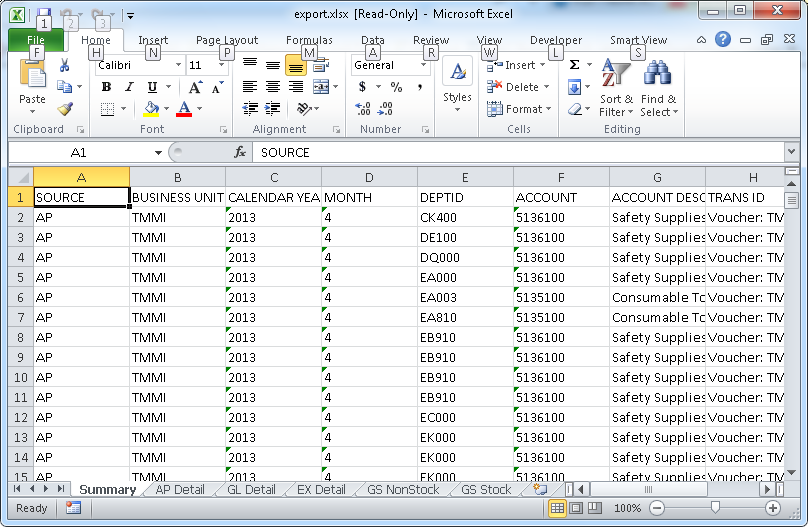 export.xlsx [Read-Only] - Microsoft Excel
1 2 3
File Home Insert Page Layout Formulas Data Review View Developer Smart View
F H N P M A R W L S
Calibri 11 General Insert
Paste B I U A A $ % , Styles Delete Sort & Filter Find & Select
A Format
Clipboard Font Alignment Number Cells Editing
A1 fx SOURCE
A B C D E F G H
1 SOURCE BUSINESS UNIT CALENDAR YEA MONTH DEPTID ACCOUNT ACCOUNT DESC TRANS ID
2 AP TMMI 2013 4 CK400 5136100 Safety Supplies Voucher: TM
3 AP TMMI 2013 4 DE100 5136100 Safety Supplies Voucher: TM
4 AP TMMI 2013 4 DQ000 5136100 Safety Supplies Voucher: TM
5 AP TMMI 2013 4 EA000 5136100 Safety Supplies Voucher: TM
6 AP TMMI 2013 4 EA003 5135100 Consumable To Voucher: TM
7 AP TMMI 2013 4 EA810 5135100 Consumable To Voucher: TM
8 AP TMMI 2013 4 EB910 5136100 Safety Supplies Voucher: TM
9 AP TMMI 2013 4 EB910 5136100 Safety Supplies Voucher: TM
10 AP TMMI 2013 4 EB910 5136100 Safety Supplies Voucher: TM
11 AP TMMI 2013 4 EB910 5136100 Safety Supplies Voucher: TM
12 AP TMMI 2013 4 EC000 5136100 Safety Supplies Voucher: TM
13 AP TMMI 2013 4 EK000 5136100 Safety Supplies Voucher: TM
14 AP TMMI 2013 4 EK000 5136100 Safety Supplies Voucher: TM
15 AP TMMI 2013 4 EK000 5136100 Safety Supplies Voucher: TM
Summary AP Detail GL Detail EX Detail GS NonStock GS Stock
Ready 100%